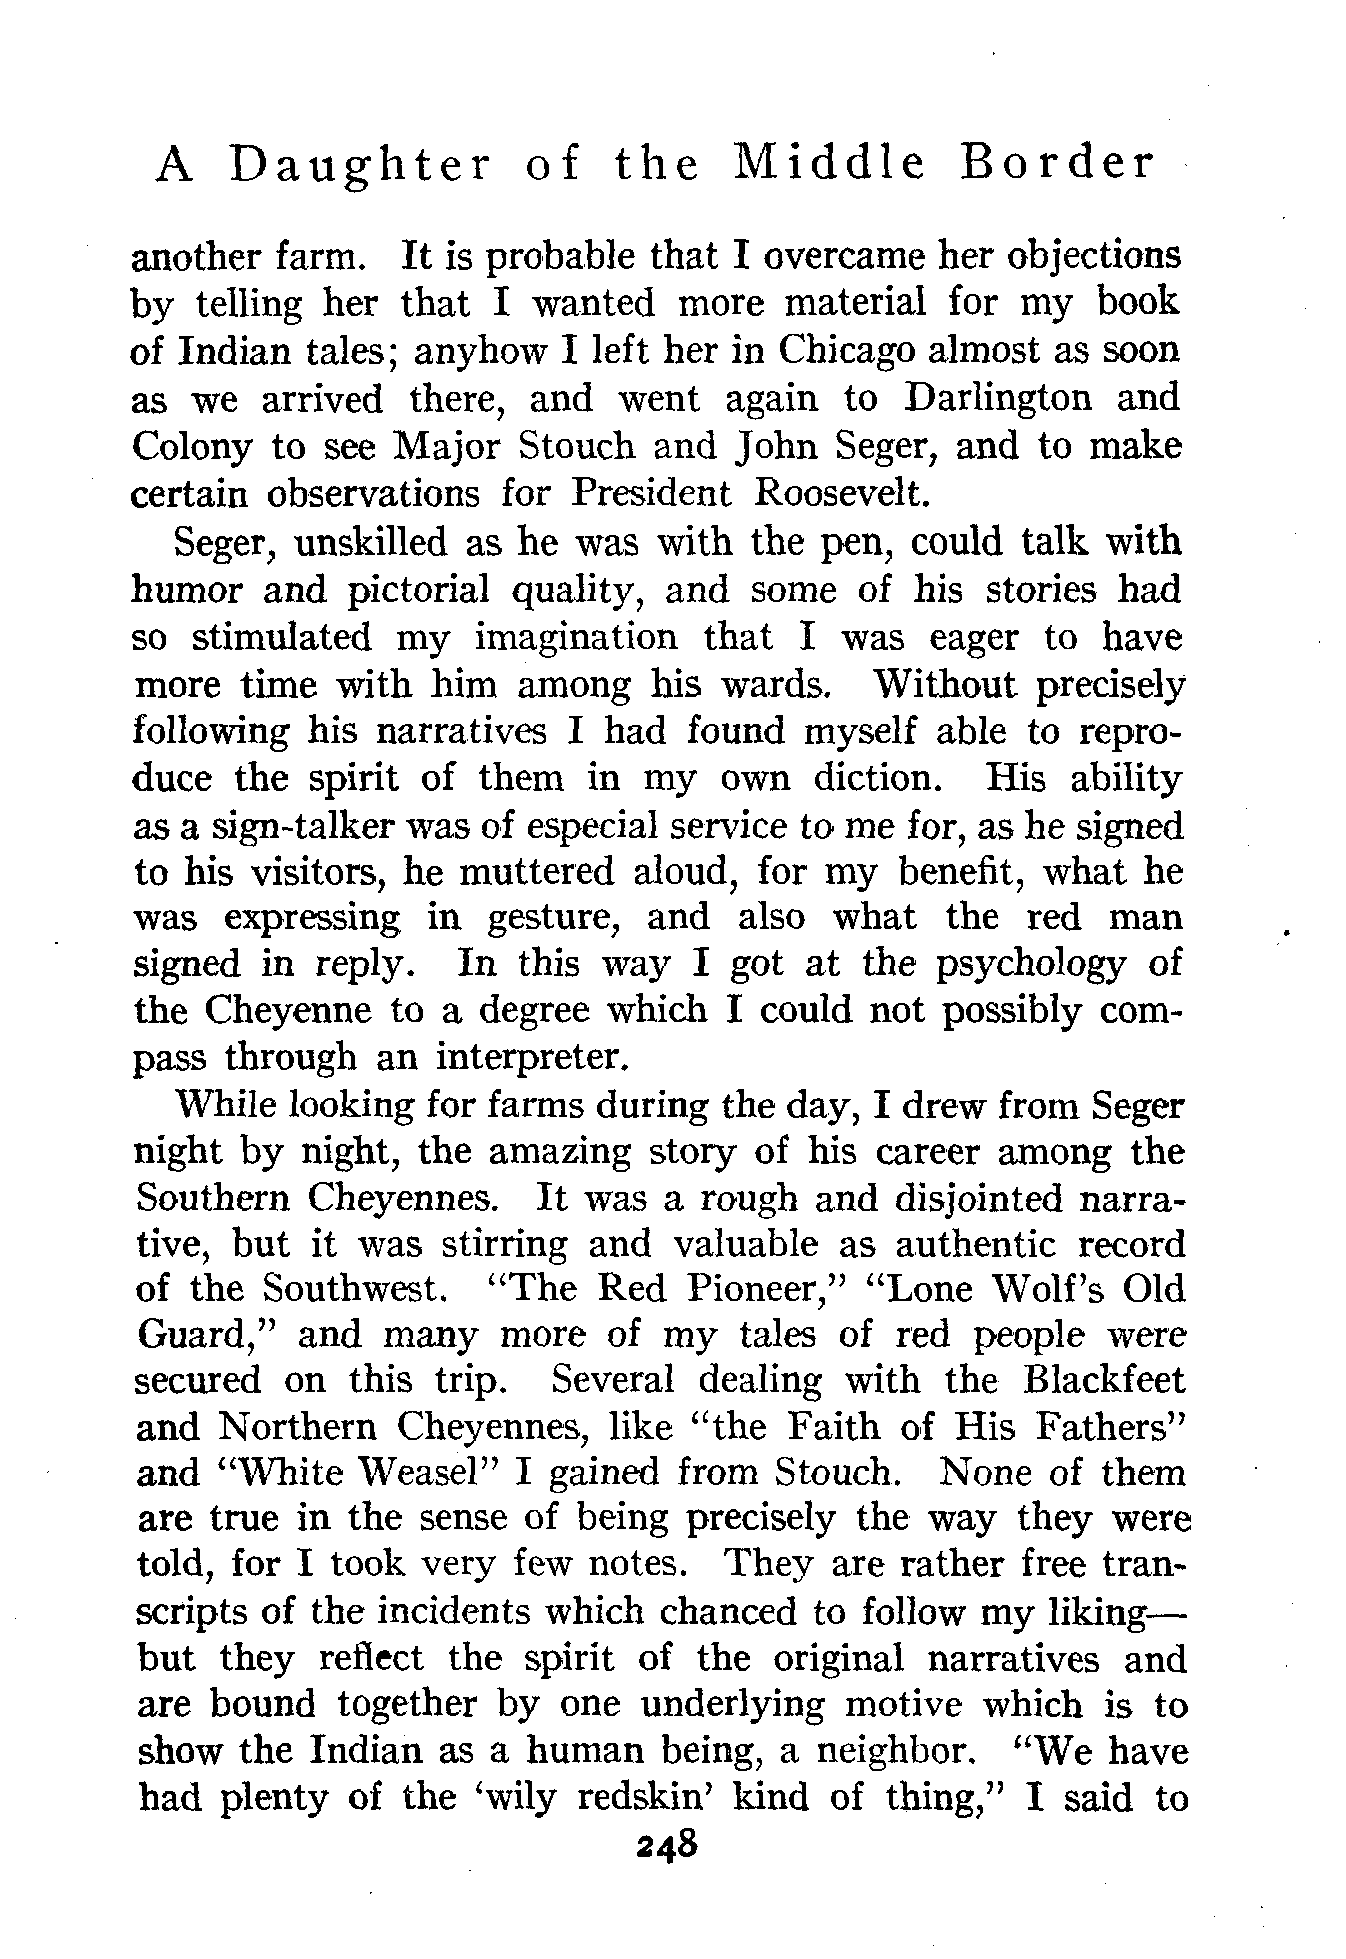 A Daughter of the Middle Border
another farm. It is probable that I overcame her objections
by telling her that I wanted more material for my book
of Indian tales; anyhow I left her in Chicago almost as soon
as we arrived there, and went again to Darlington and
Colony to see Major Stouch and John Seger, and to make
certain observations for President Roosevelt.
Seger, unskilled as he was with the pen, could talk with
humor and pictorial quality, and some of his stories had
so stimulated my imagination that I was eager to have
more time with him among his wards. Without precisely
following his narratives I had found myself able to repro-
duce the spirit of them in my own diction. His ability
as a sign-talker was of especial service to me for, as he signed
to his visitors, he muttered aloud, for my benefit, what he
was expressing in gesture, and also what the red man
signed in reply. In this way I got at the psychology of
the Cheyenne to a degree which I could not possibly com-
pass through an interpreter.
While looking for farms during the day, I drew from Seger
night by night, the amazing story of his career among the
Southern Cheyennes. It was a rough and disjointed narra-
tive, but it was stirring and valuable as authentic record
of the Southwest. “The Red Pioneer,” “Lone Wolf’s Old
Guard,” and many more of my tales of red people were
secured on this trip. Several dealing with the Blackfeet
and Northern Cheyennes, like “the Faith of His Fathers”
and “White Weasel” I gained from Stouch. None of them
are true in the sense of being precisely the way they were
told, for I took very few notes. They are rather free tran-
scripts of the incidents which chanced to follow my liking—
but they reflect the spirit of the original narratives and
are bound together by one underlying motive which is to
show the Indian as a human being, a neighbor. “We have
had plenty of the ‘wily redskin’ kind of thing,” I said to
248